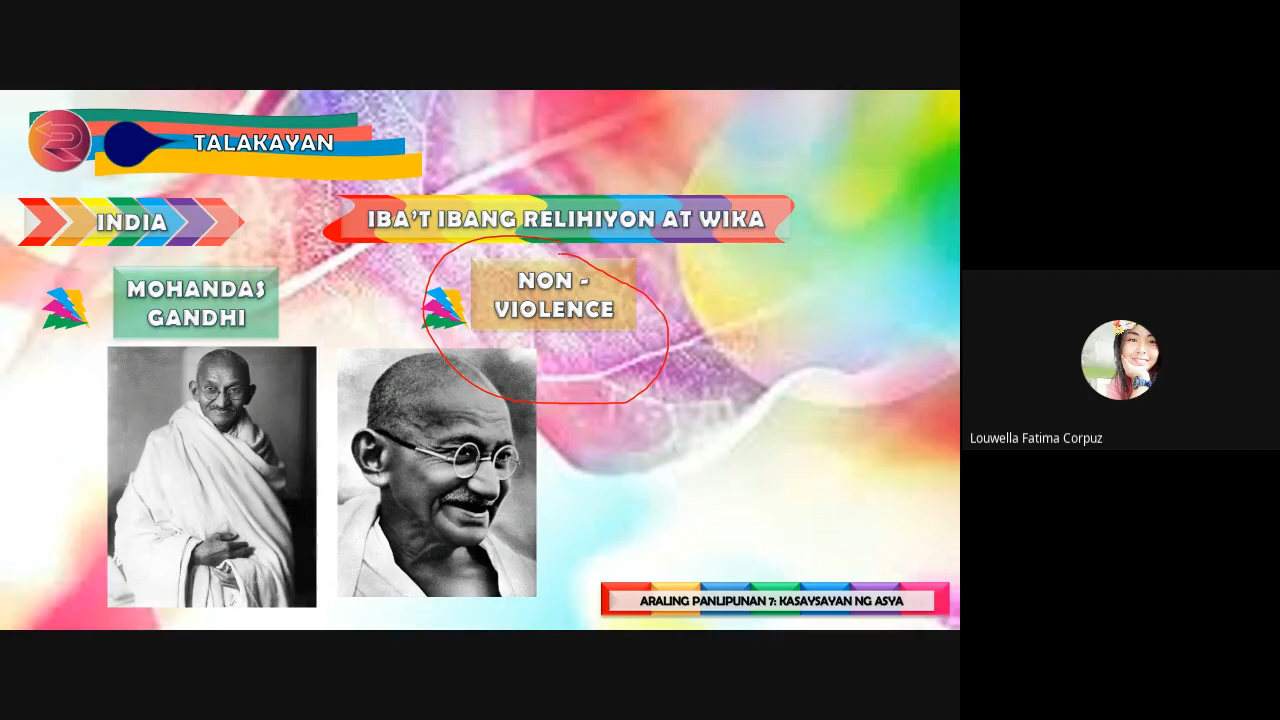 TALAKAYAN
INDIA
IBA'T IBANG RELIHIYON AT WIKA
MOHANDAS
GANDHI
NON -
VIOLENCE
Louwella Fatima Corpuz
ARALING PANLIPUNAN 7: KASAYSAYAN NG ASYA